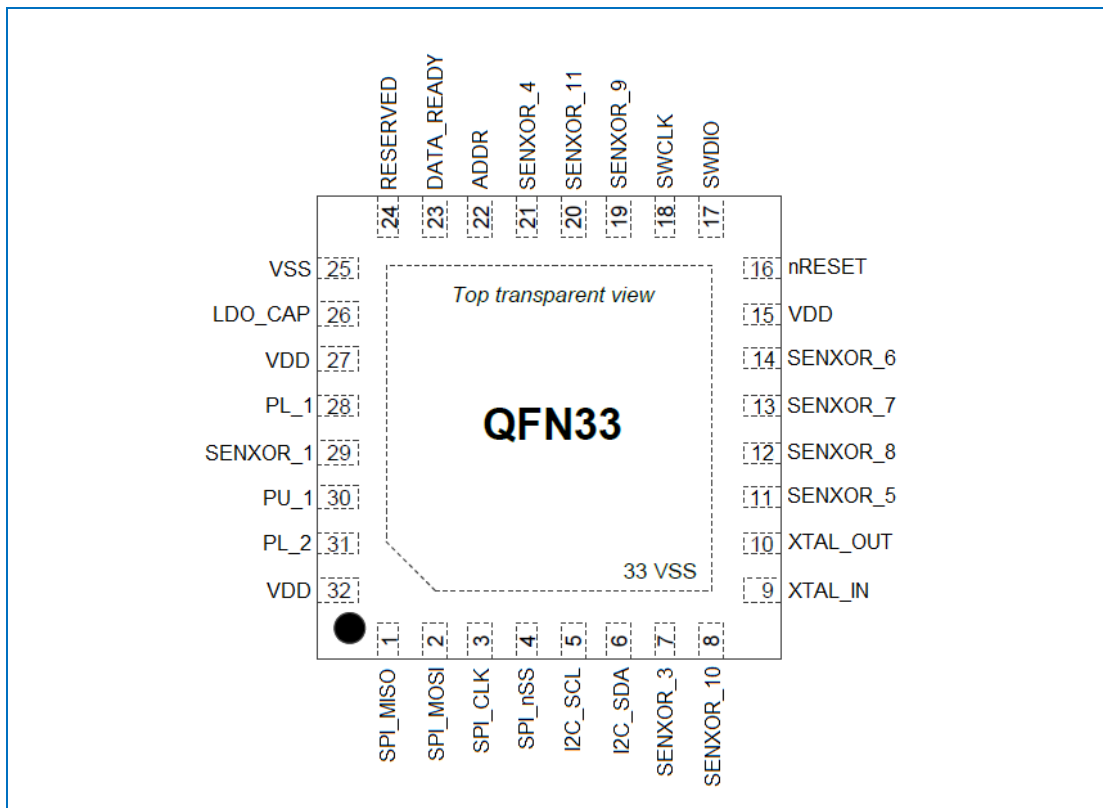 RESERVED
DATA_READY
ADDR
SENXOR_4
SENXOR_11
SENXOR_9
SWCLK
SWDIO
24
23
22
21
20
19
18
17
VSS 25
LDO_CAP 26
VDD 27
PL_1 28
SENXOR_1 29
PU_1 30
PL_2 31
VDD 32
Top transparent view
QFN33
33 VSS
16 nRESET
15 VDD
14 SENXOR_6
13 SENXOR_7
12 SENXOR_8
11 SENXOR_5
10 XTAL_OUT
9 XTAL_IN
1
2
3
4
5
6
7
8
SPI_MISO
SPI_MOSI
SPI_CLK
SPI_nSS
I2C_SCL
I2C_SDA
SENXOR_3
SENXOR_10